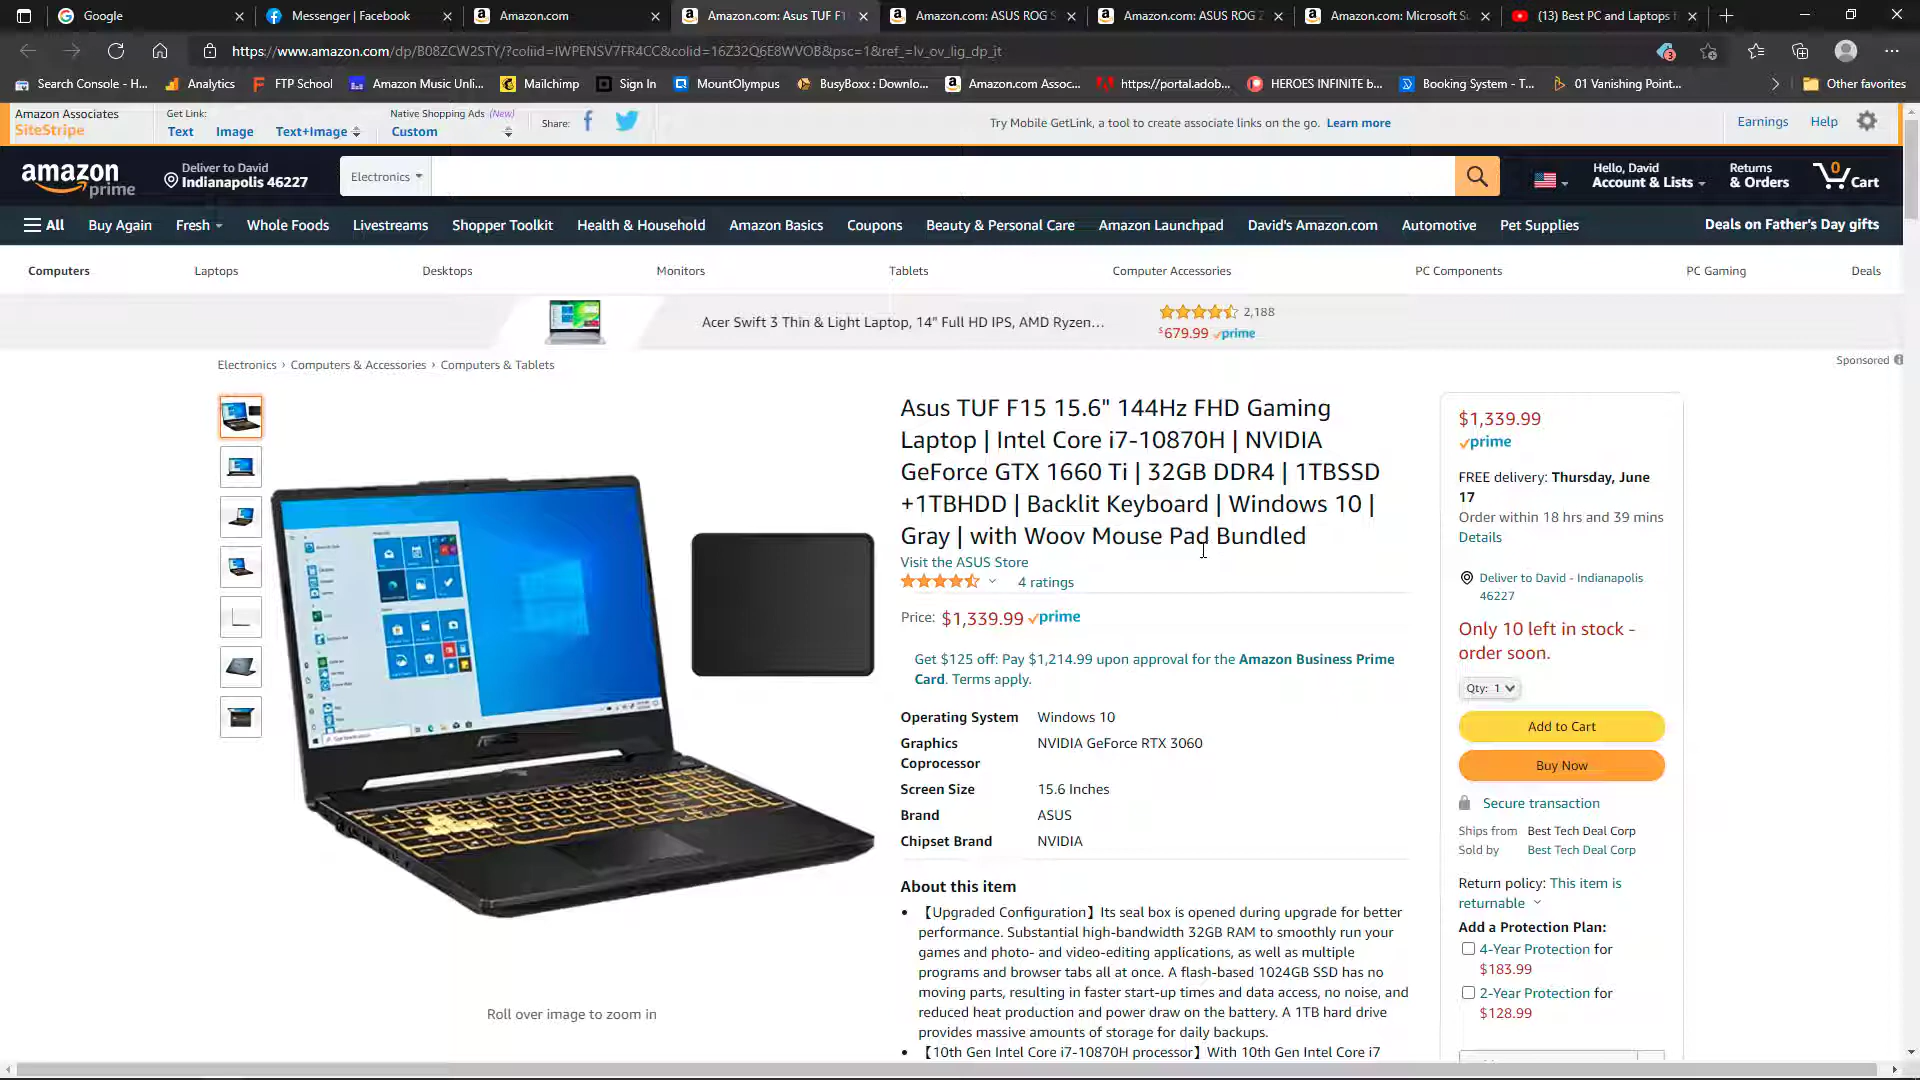 Google
Messenger | Facebook
Amazon.com
Amazon.com: Asus TUF F1
Amazon.com: ASUS ROG S
Amazon.com: ASUS ROG Z
Amazon.com: Microsoft Su
(13) Best PC and Laptops f
https://www.amazon.com/dp/B08ZCW2STY/?coliid=IWPENSV7FR4CC&colid=16Z32Q6E8WVOB&psc=1&ref_=lv_ov_lig_dp_it
Search Console - H...
Analytics
FTP School
Amazon Music Unli...
Mailchimp
Sign In
MountOlympus
BusyBoxx : Downlo...
Amazon.com Assoc...
https://portal.adob...
HEROES INFINITE b...
Booking System - T...
01 Vanishing Point...
Other favorites
Amazon Associates
SiteStripe
Get Link:
Text Image Text+Image
Native Shopping Ads (New)
Custom
Share:
Try Mobile GetLink, a tool to create associate links on the go. Learn more
Earnings
Help
amazon prime
Deliver to David
Indianapolis 46227
Electronics
Hello, David
Account & Lists
Returns
& Orders
0
Cart
All
Buy Again
Fresh
Whole Foods
Livestreams
Shopper Toolkit
Health & Household
Amazon Basics
Coupons
Beauty & Personal Care
Amazon Launchpad
David's Amazon.com
Automotive
Pet Supplies
Deals on Father's Day gifts
Computers
Laptops
Desktops
Monitors
Tablets
Computer Accessories
PC Components
PC Gaming
Deals
Acer Swift 3 Thin & Light Laptop, 14" Full HD IPS, AMD Ryzen...
2,188
$679.99 prime
Sponsored
Electronics › Computers & Accessories › Computers & Tablets
Asus TUF F15 15.6" 144Hz FHD Gaming
Laptop | Intel Core i7-10870H | NVIDIA
GeForce GTX 1660 Ti | 32GB DDR4 | 1TBSSD
+1TBHDD | Backlit Keyboard | Windows 10 |
Gray | with Woov Mouse Pad Bundled
Visit the ASUS Store
4 ratings
Price: $1,339.99 prime
Get $125 off: Pay $1,214.99 upon approval for the Amazon Business Prime
Card. Terms apply.
Operating System Windows 10
Graphics NVIDIA GeForce RTX 3060
Coprocessor
Screen Size 15.6 Inches
Brand ASUS
Chipset Brand NVIDIA
About this item
• 【Upgraded Configuration】Its seal box is opened during upgrade for better
performance. Substantial high-bandwidth 32GB RAM to smoothly run your
games and photo- and video-editing applications, as well as multiple
programs and browser tabs all at once. A flash-based 1024GB SSD has no
moving parts, resulting in faster start-up times and data access, no noise, and
reduced heat production and power draw on the battery. A 1TB hard drive
provides massive amounts of storage for daily backups.
• 【10th Gen Intel Core i7-10870H processor】With 10th Gen Intel Core i7
Roll over image to zoom in
$1,339.99
prime
FREE delivery: Thursday, June
17
Order within 18 hrs and 39 mins
Details
Deliver to David - Indianapolis
46227
Only 10 left in stock -
order soon.
Qty: 1
Add to Cart
Buy Now
Secure transaction
Ships from Best Tech Deal Corp
Sold by Best Tech Deal Corp
Return policy: This item is
returnable
Add a Protection Plan:
4-Year Protection for
$183.99
2-Year Protection for
$128.99